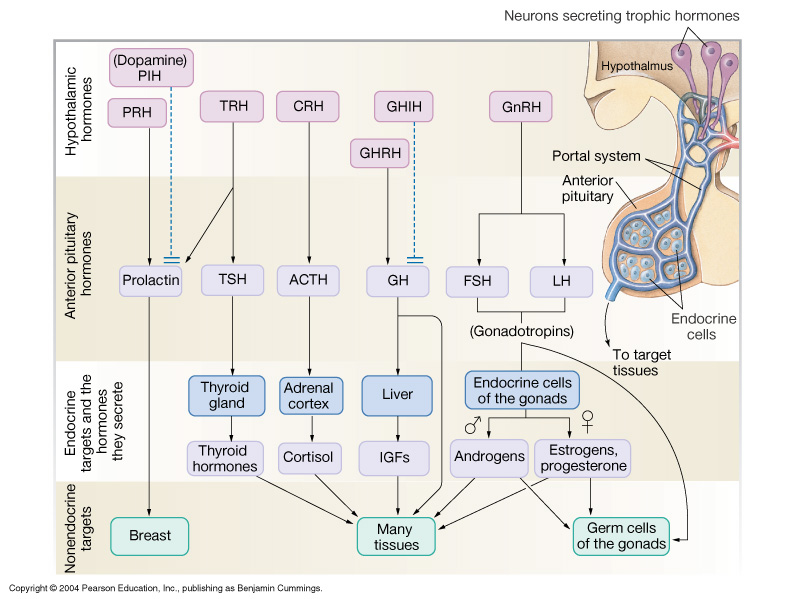 Neurons secreting trophic hormones
Hypothalamic
hormones
(Dopamine)
PIH
PRH
TRH
CRH
GHIH
GHRH
GnRH
Hypothalmus
Portal system
Anterior
pituitary
Anterior pituitary
hormones
Prolactin
TSH
ACTH
GH
FSH
LH
(Gonadotropins)
Endocrine
cells
To target
tissues
Endocrine
targets and the
hormones
they secrete
Thyroid
gland
Adrenal
cortex
Liver
Endocrine cells
of the gonads
♂
♀
Thyroid
hormones
Cortisol
IGFs
Androgens
Estrogens,
progesterone
Nonendocrine
targets
Breast
Many
tissues
Germ cells
of the gonads
Copyright © 2004 Pearson Education, Inc., publishing as Benjamin Cummings.